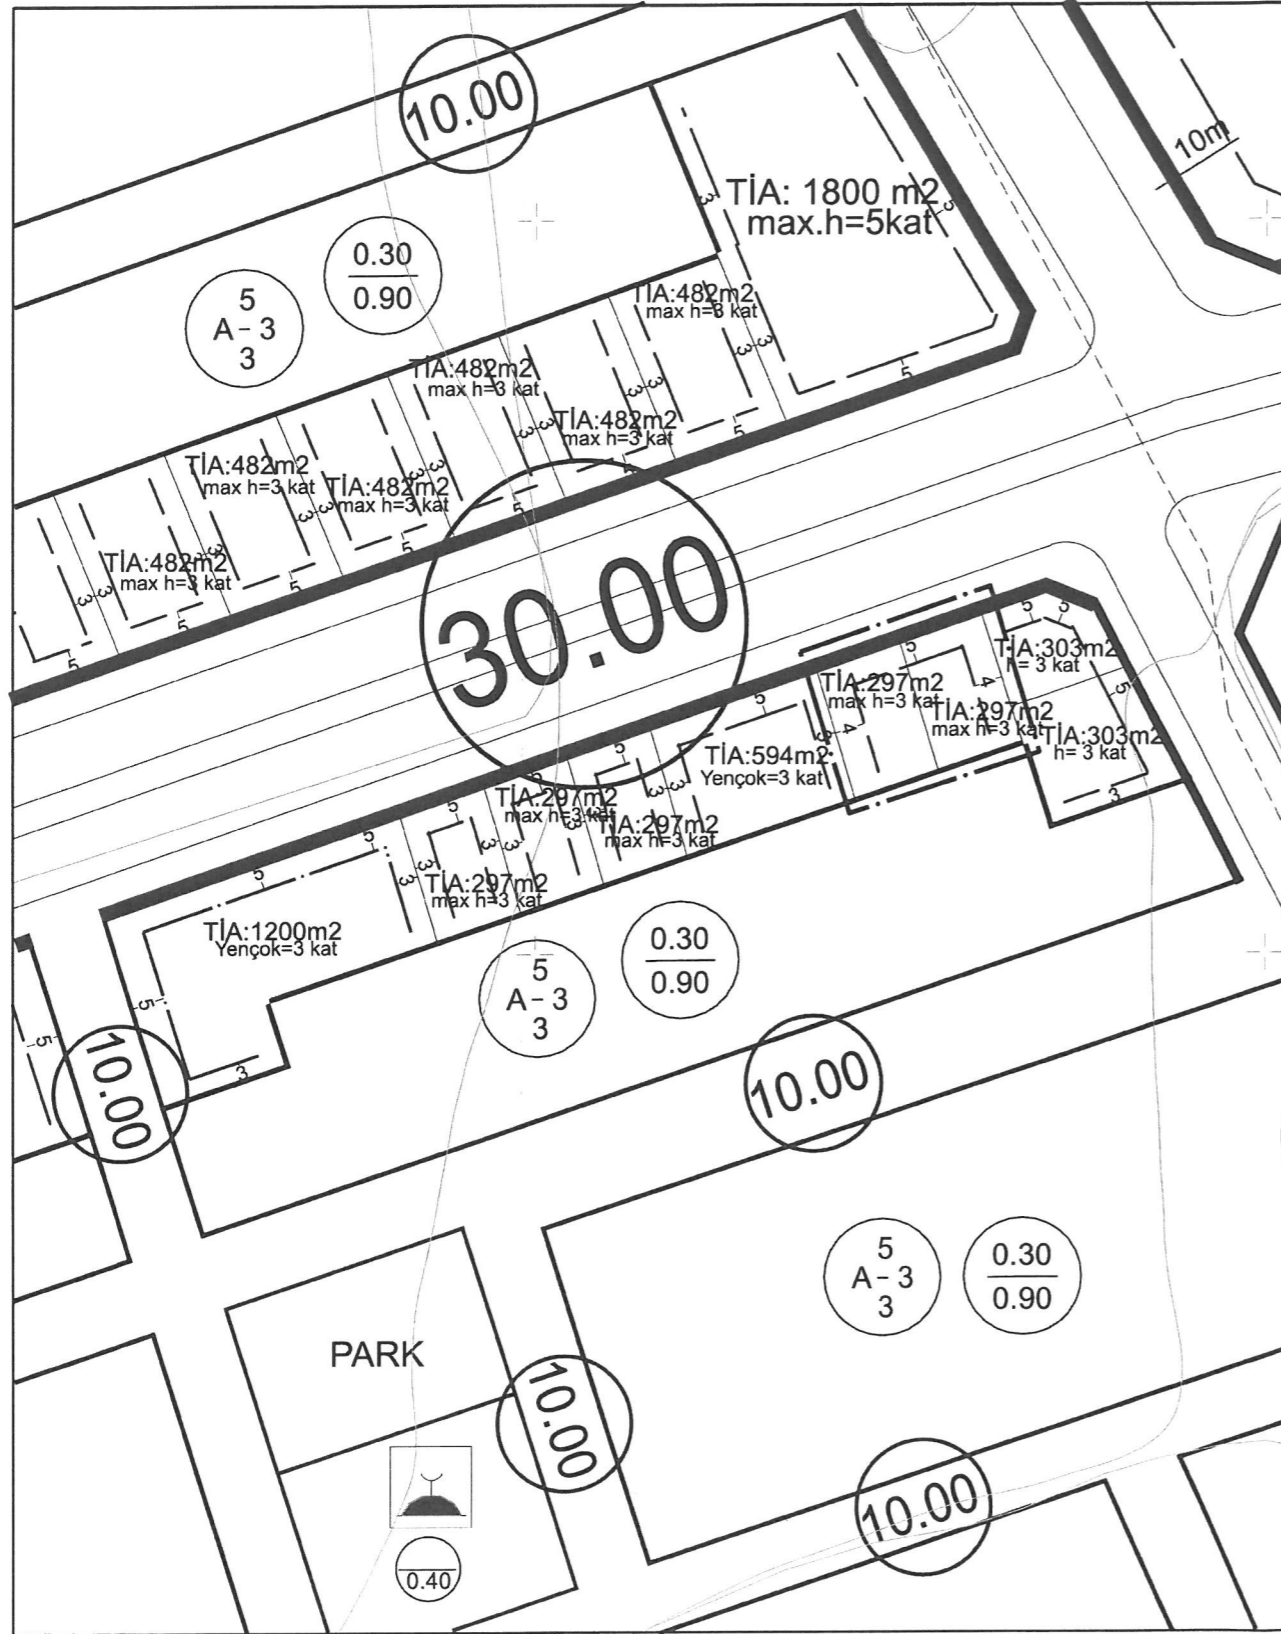 10.00
10m
TİA: 1800 m2
max.h=5kat
0.30
0.90
5
A - 3
3
TİA:482m2
max h=3 kat
TİA:482m2
max h=3 kat
TİA:482m2
max h=3 kat
TİA:482m2
max h=3 kat
TİA:482m2
max h=3 kat
TİA:482m2
max h=3 kat
30.00
TİA:303m2
h= 3 kat
TİA:297m2
max h=3 kat
TİA:297m2
max h=3 kat
TİA:303m2
h= 3 kat
TİA:594m2
Yençok=3 kat
TİA:297m2
max h=3 kat
TİA:297m2
max h=3 kat
TİA:297m2
max h=3 kat
TİA:1200m2
Yençok=3 kat
0.30
0.90
5
A - 3
3
10.00
10.00
5
A - 3
3
0.30
0.90
PARK
10.00
10.00
0.40